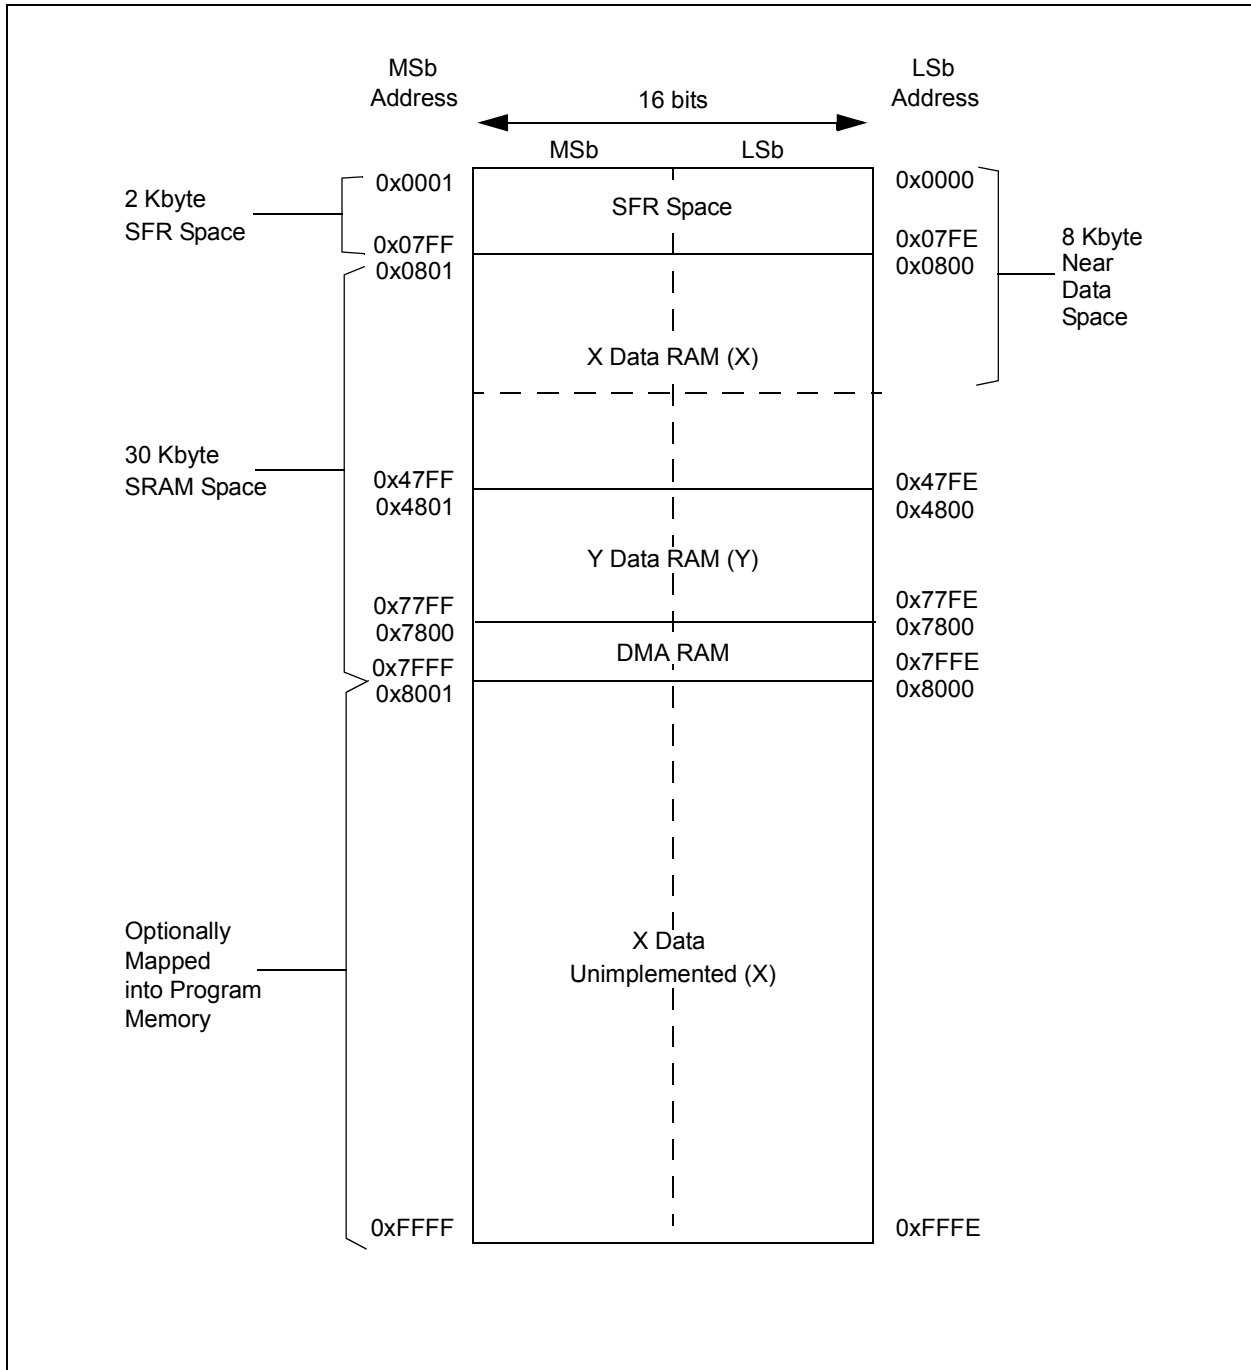 MSb
Address
LSb
Address
16 bits
MSb
LSb
0x0001
0x0000
2 Kbyte
SFR Space
SFR Space
0x07FF
0x0801
0x07FE
0x0800
8 Kbyte
Near
Data
Space
X Data RAM (X)
30 Kbyte
SRAM Space
0x47FF
0x4801
0x47FE
0x4800
Y Data RAM (Y)
0x77FF
0x7800
0x77FE
0x7800
DMA RAM
0x7FFF
0x8001
0x7FFE
0x8000
Optionally
Mapped
into Program
Memory
X Data
Unimplemented (X)
0xFFFF
0xFFFE